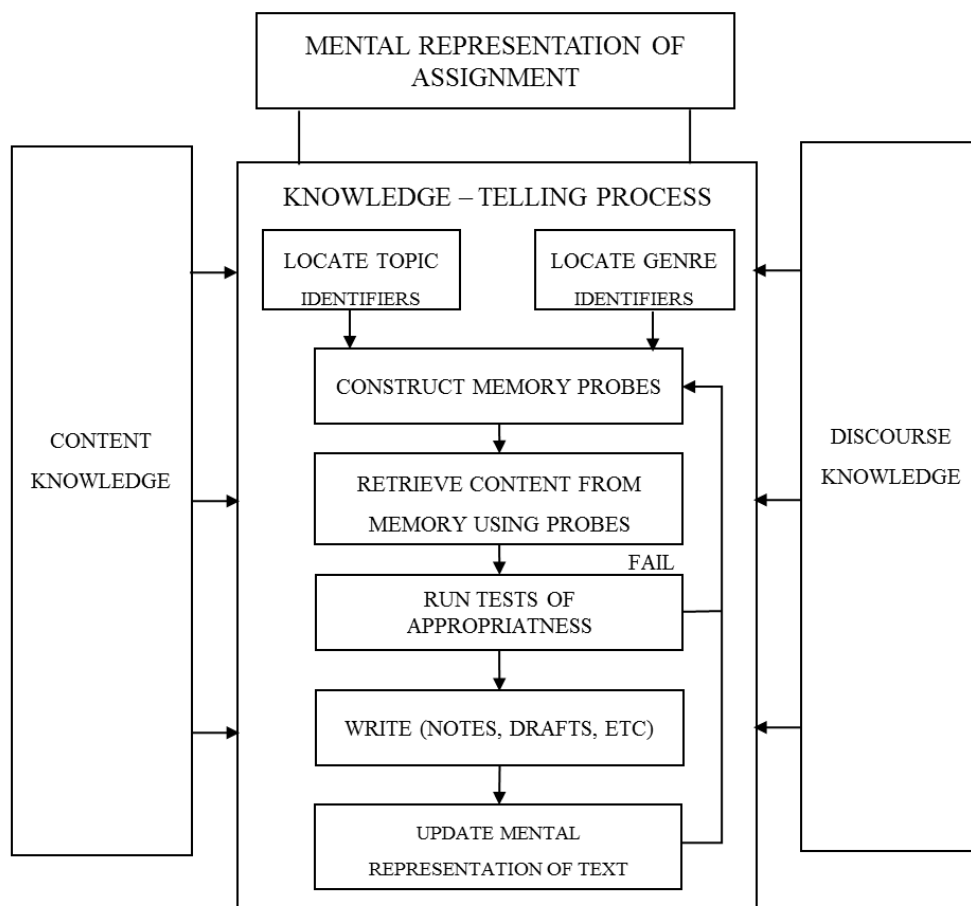 MENTAL REPRESENTATION OF
ASSIGNMENT
KNOWLEDGE – TELLING PROCESS
LOCATE TOPIC
IDENTIFIERS
LOCATE GENRE
IDENTIFIERS
CONSTRUCT MEMORY PROBES
CONTENT
KNOWLEDGE
DISCOURSE
KNOWLEDGE
RETRIEVE CONTENT FROM
MEMORY USING PROBES
FAIL
RUN TESTS OF
APPROPRIATNESS
WRITE (NOTES, DRAFTS, ETC)
UPDATE MENTAL
REPRESENTATION OF TEXT